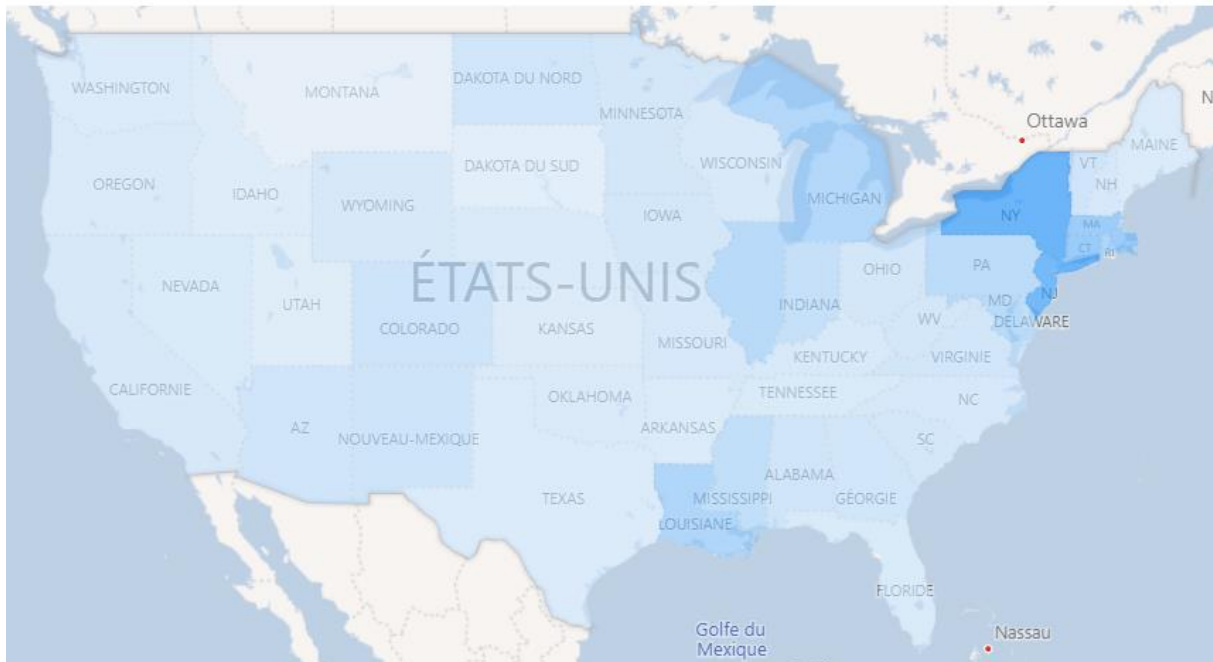 Ottawa
N
WASHINGTON
MONTANA
DAKOTA DU NORD
MINNESOTA
MAINE
VT
NH
OREGON
IDAHO
WYOMING
DAKOTA DU SUD
WISCONSIN
MICHIGAN
NY
MA
CT
RI
IOWA
NEVADA
UTAH
ÉTATS-UNIS
COLORADO
KANSAS
MISSOURI
INDIANA
OHIO
PA
NJ
MD
DELAWARE
WV
VIRGINIE
KENTUCKY
CALIFORNIE
AZ
NOUVEAU-MEXIQUE
OKLAHOMA
ARKANSAS
TENNESSEE
NC
SC
TEXAS
LOUISIANE
MISSISSIPPI
ALABAMA
GÉORGIE
FLORIDE
Golfe du
Mexique
Nassau